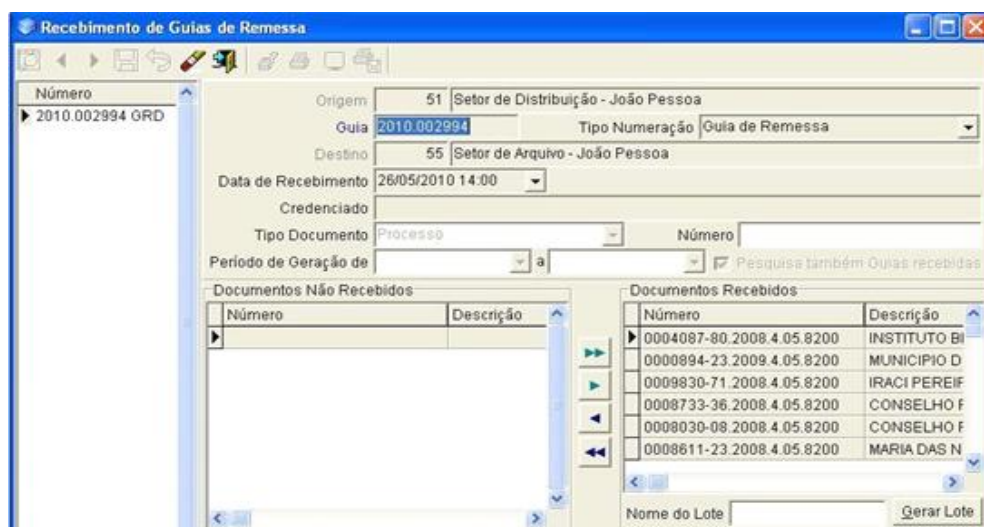 Recebimento de Guias de Remessa
Número
2010.002994 GRD
Origem 51 Setor de Distribuição - João Pessoa
Guia 2010.002994 Tipo Numeração Guia de Remessa
Destino 55 Setor de Arquivo - João Pessoa
Data de Recebimento 26/05/2010 14:00
Credenciado
Tipo Documento Processo Número
Período de Geração de a Pesquisa também Guias recebidas
Documentos Não Recebidos Documentos Recebidos
Número Descrição Número Descrição
0004087-80.2008.4.05.8200 INSTITUTO BI
0000894-23.2009.4.05.8200 MUNICIPIO D
0009830-71.2008.4.05.8200 IRACI PEREIF
0008733-36.2008.4.05.8200 CONSELHO F
0008030-08.2008.4.05.8200 CONSELHO F
0008611-23.2008.4.05.8200 MARIA DAS N
Nome do Lote Gerar Lote